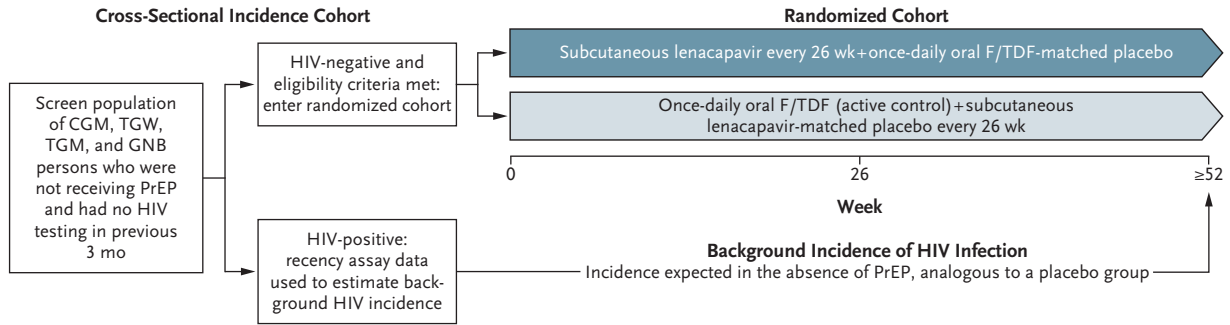 Cross-Sectional Incidence Cohort
Screen population
of CGM, TGW,
TGM, and GNB
persons who were
not receiving PrEP
and had no HIV
testing in previous
3 mo
HIV-negative and
eligibility criteria met:
enter randomized cohort
HIV-positive:
recency assay data
used to estimate back-
ground HIV incidence
Randomized Cohort
Subcutaneous lenacapavir every 26 wk+once-daily oral F/TDF-matched placebo
Once-daily oral F/TDF (active control)+subcutaneous
lenacapavir-matched placebo every 26 wk
0 26 ≥52
Week
Background Incidence of HIV Infection
Incidence expected in the absence of PrEP, analogous to a placebo group